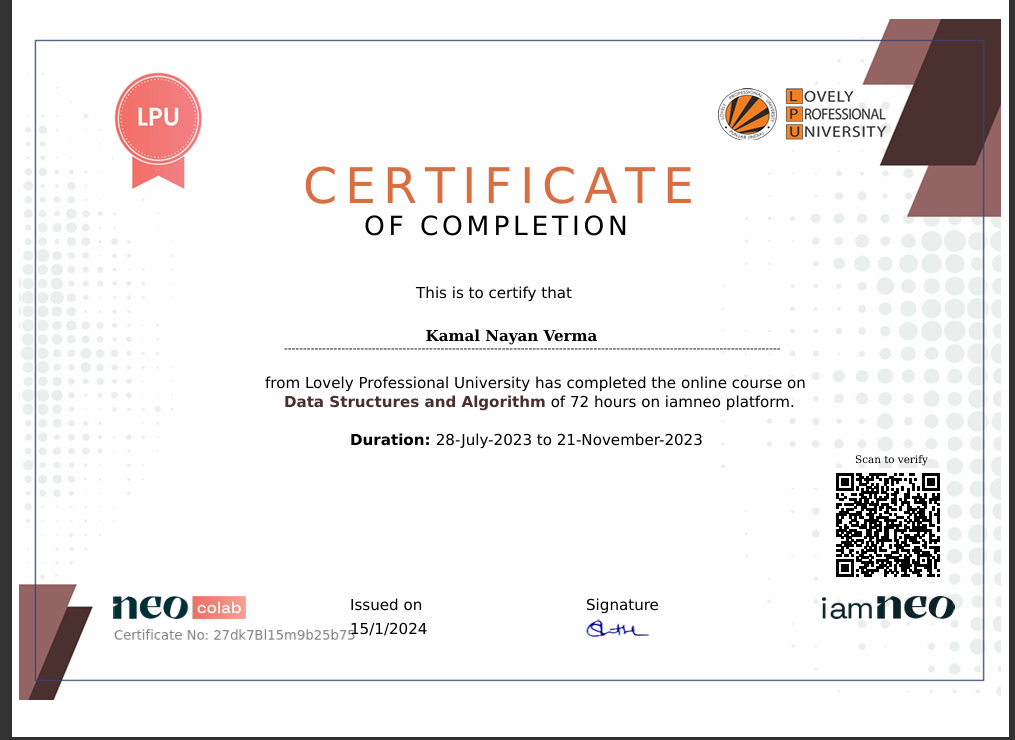 LPU
LOVELY
PROFESSIONAL
UNIVERSITY
CERTIFICATE
OF COMPLETION
This is to certify that
Kamal Nayan Verma
from Lovely Professional University has completed the online course on
Data Structures and Algorithm of 72 hours on iamneo platform.
Duration: 28-July-2023 to 21-November-2023
Scan to verify
neo colab
Certificate No: 27dk7Bl15m9b25b75
Issued on
15/1/2024
Signature
iamneo